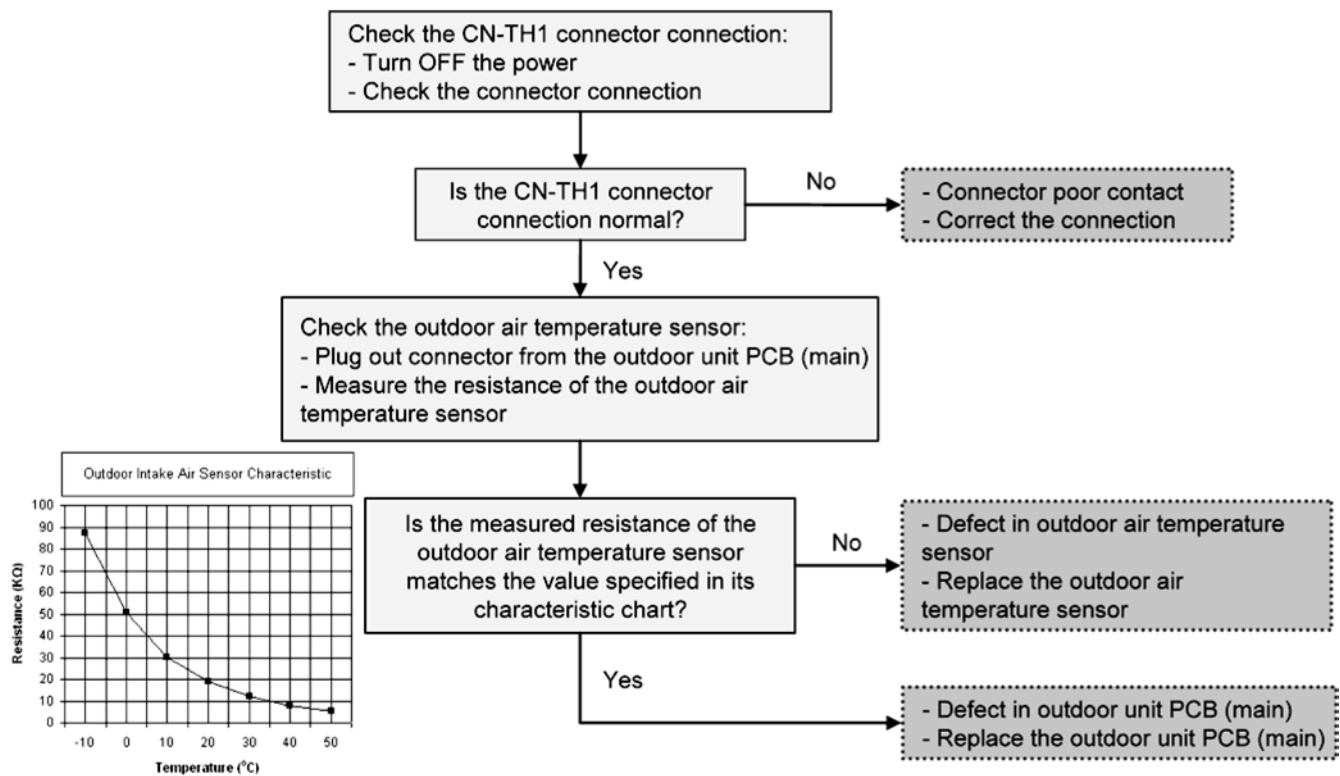 Check the CN-TH1 connector connection:
- Turn OFF the power
- Check the connector connection
Is the CN-TH1 connector
connection normal?
No
- Connector poor contact
- Correct the connection
Yes
Check the outdoor air temperature sensor:
- Plug out connector from the outdoor unit PCB (main)
- Measure the resistance of the outdoor air
temperature sensor
Is the measured resistance of the
outdoor air temperature sensor
matches the value specified in its
characteristic chart?
No
- Defect in outdoor air temperature
sensor
- Replace the outdoor air
temperature sensor
Yes
- Defect in outdoor unit PCB (main)
- Replace the outdoor unit PCB (main)
Outdoor Intake Air Sensor Characteristic
Resistance (KΩ)
100
90
80
70
60
50
40
30
20
10
0
-10 0 10 20 30 40 50
Temperature (°C)